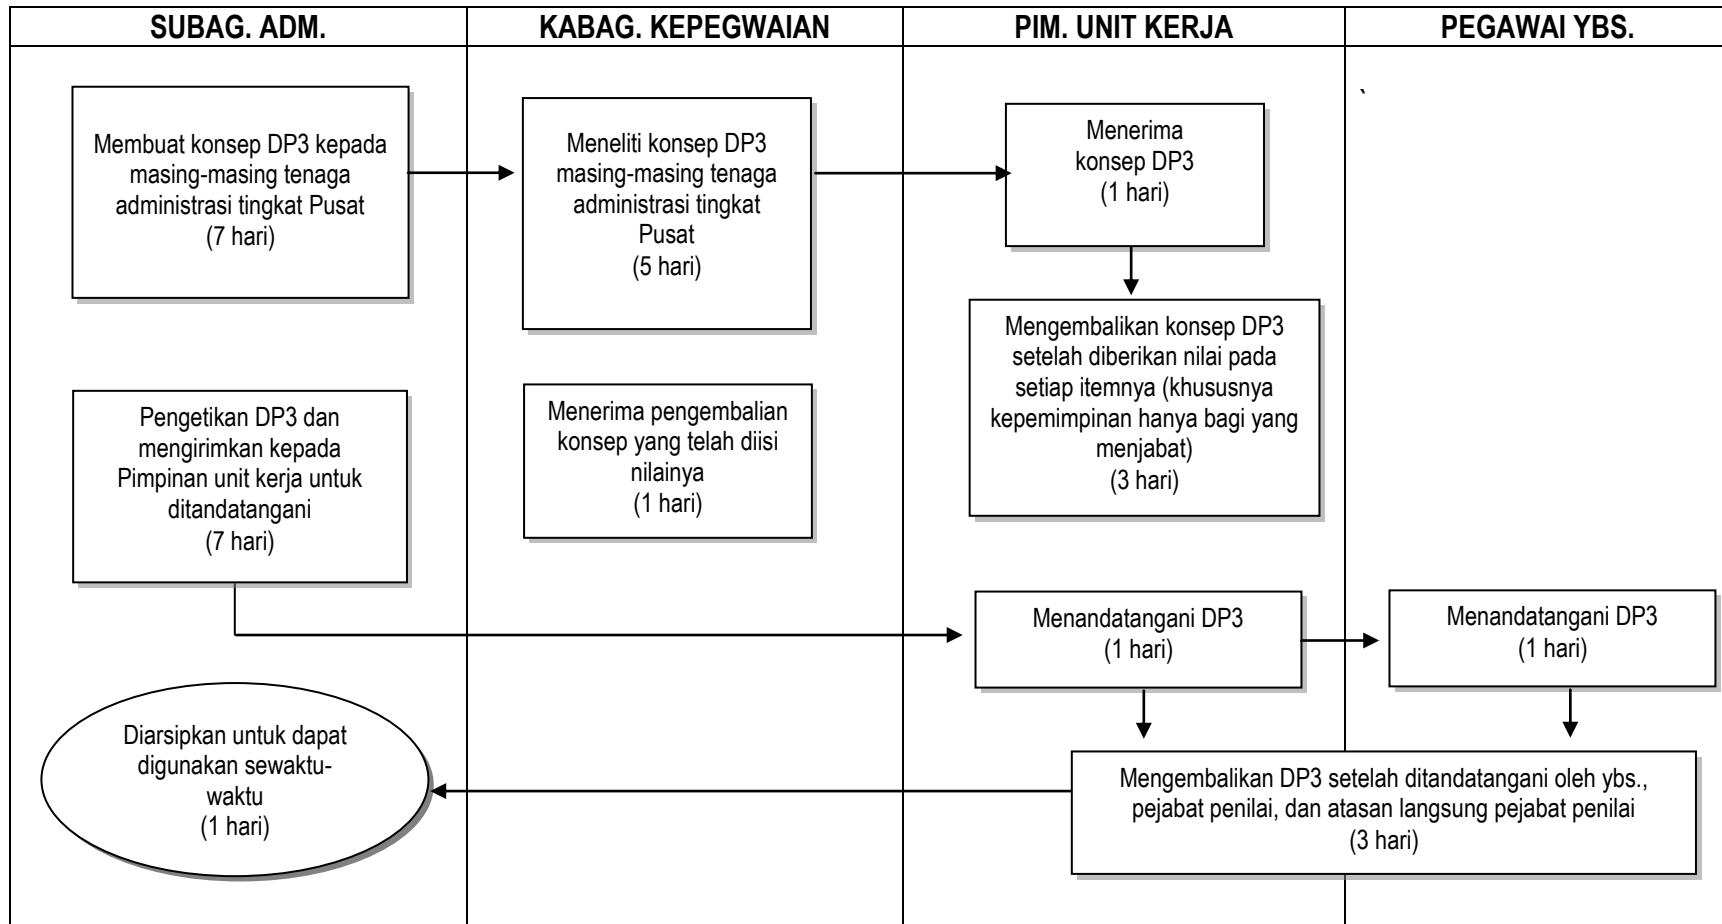 SUBAG. ADM.
KABAG. KEPEGWAIAN
PIM. UNIT KERJA
PEGAWAI YBS.
Membuat konsep DP3 kepada
masing-masing tenaga
administrasi tingkat Pusat
(7 hari)
Meneliti konsep DP3
masing-masing tenaga
administrasi tingkat
Pusat
(5 hari)
Menerima
konsep DP3
(1 hari)
`
Mengembalikan konsep DP3
setelah diberikan nilai pada
setiap itemnya (khususnya
kepemimpinan hanya bagi yang
menjabat)
(3 hari)
Pengetikan DP3 dan
mengirimkan kepada
Pimpinan unit kerja untuk
ditandatangani
(7 hari)
Menerima pengembalian
konsep yang telah diisi
nilainya
(1 hari)
Menandatangani DP3
(1 hari)
Menandatangani DP3
(1 hari)
Diarsipkan untuk dapat
digunakan sewaktu-
waktu
(1 hari)
Mengembalikan DP3 setelah ditandatangani oleh ybs.,
pejabat penilai, dan atasan langsung pejabat penilai
(3 hari)